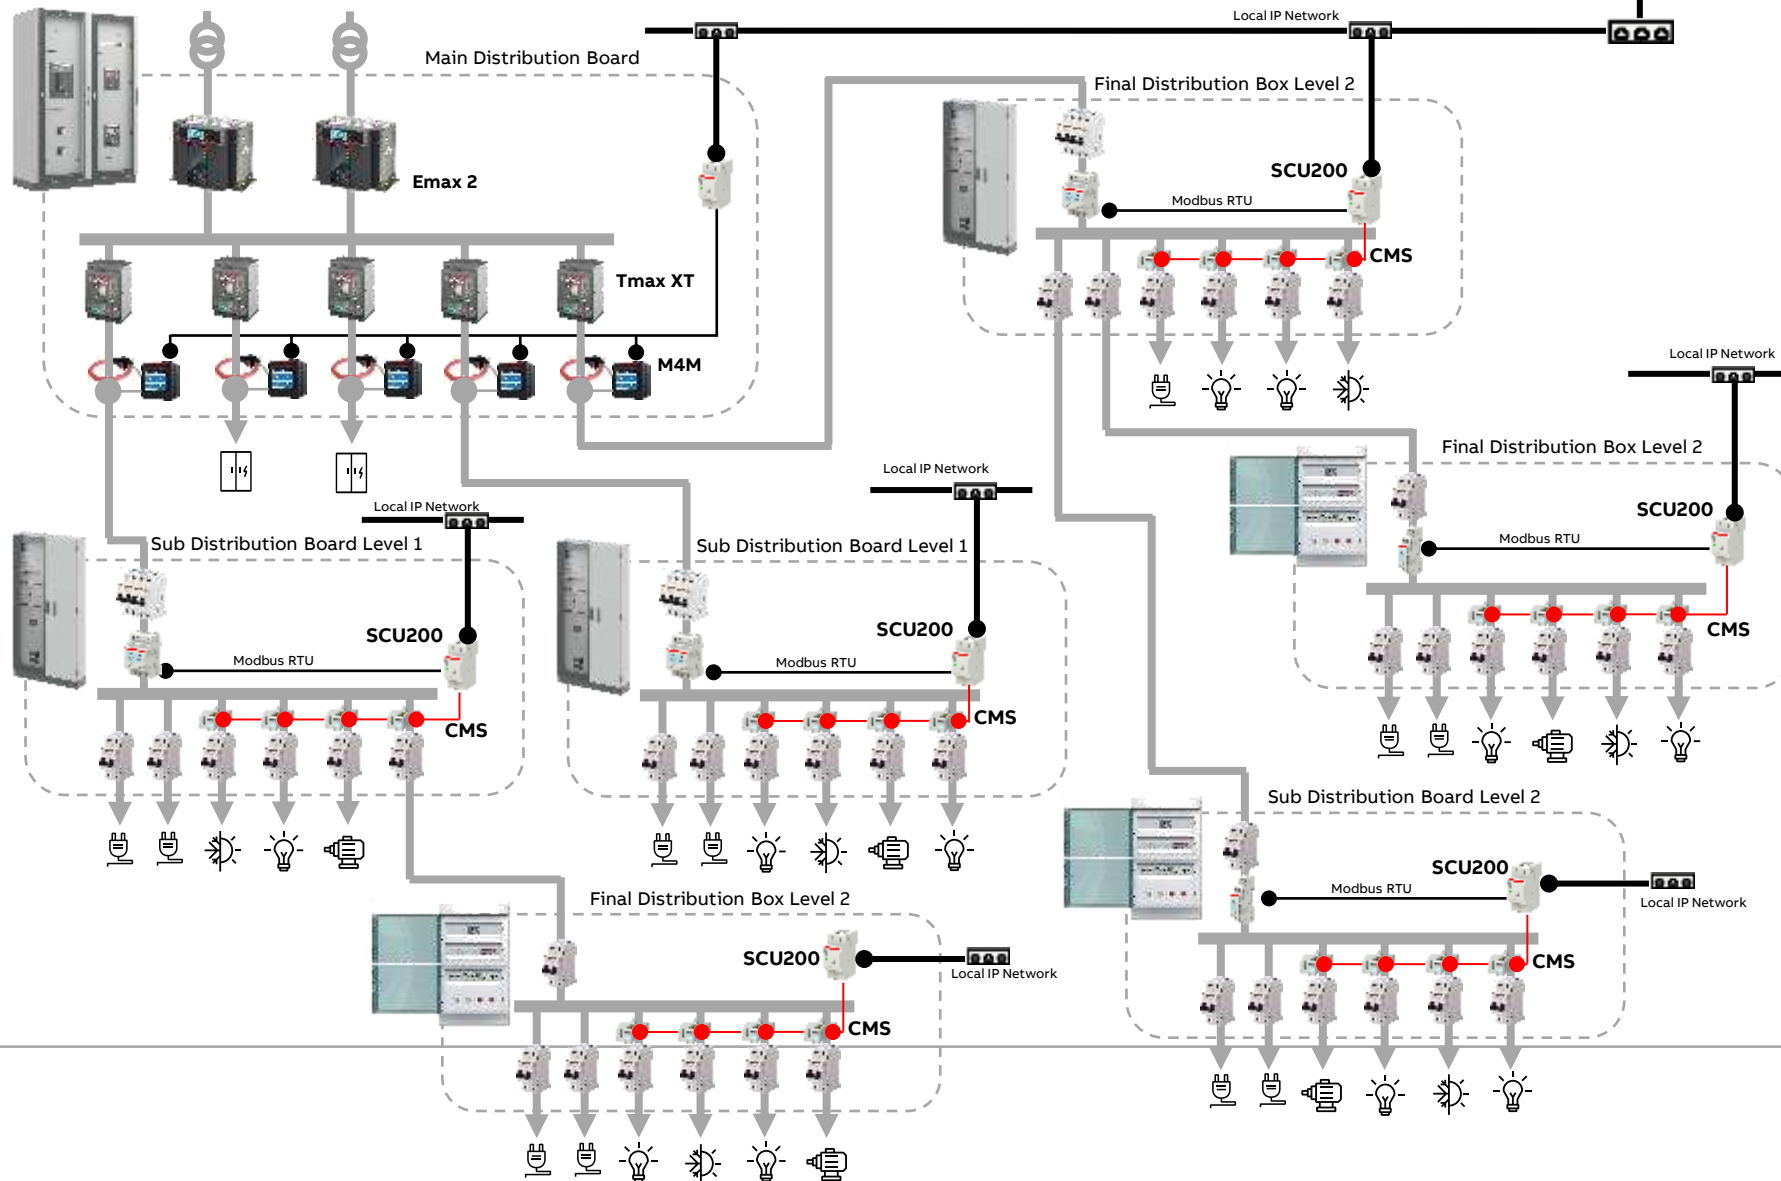 Local IP Network
Main Distribution Board
Final Distribution Box Level 2
Emax 2
SCU200
Modbus RTU
CMS
Tmax XT
M4M
Local IP Network
Final Distribution Box Level 2
SCU200
Modbus RTU
CMS
Local IP Network
Sub Distribution Board Level 1
SCU200
Modbus RTU
CMS
Local IP Network
Sub Distribution Board Level 1
SCU200
Modbus RTU
CMS
Sub Distribution Board Level 2
SCU200
Modbus RTU
Local IP Network
CMS
Final Distribution Box Level 2
SCU200
Local IP Network
CMS